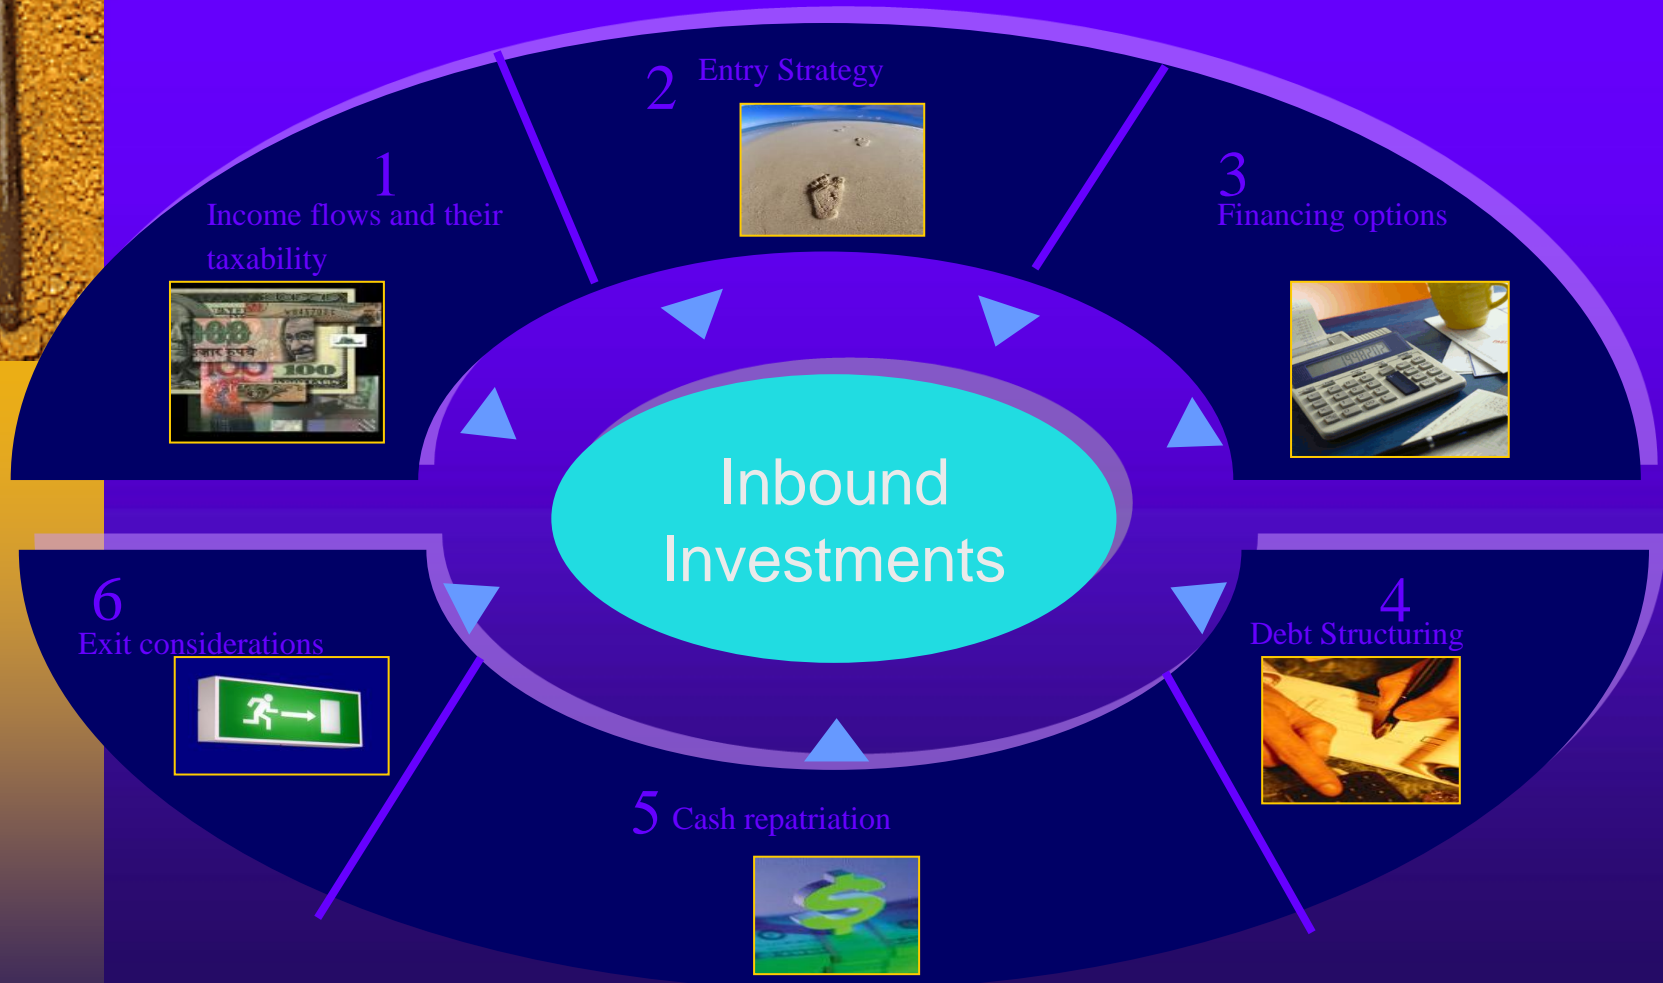 1
Income flows and their
taxability
2 Entry Strategy
3
Financing options
4
Debt Structuring
5 Cash repatriation
6
Exit considerations
Inbound
Investments
100